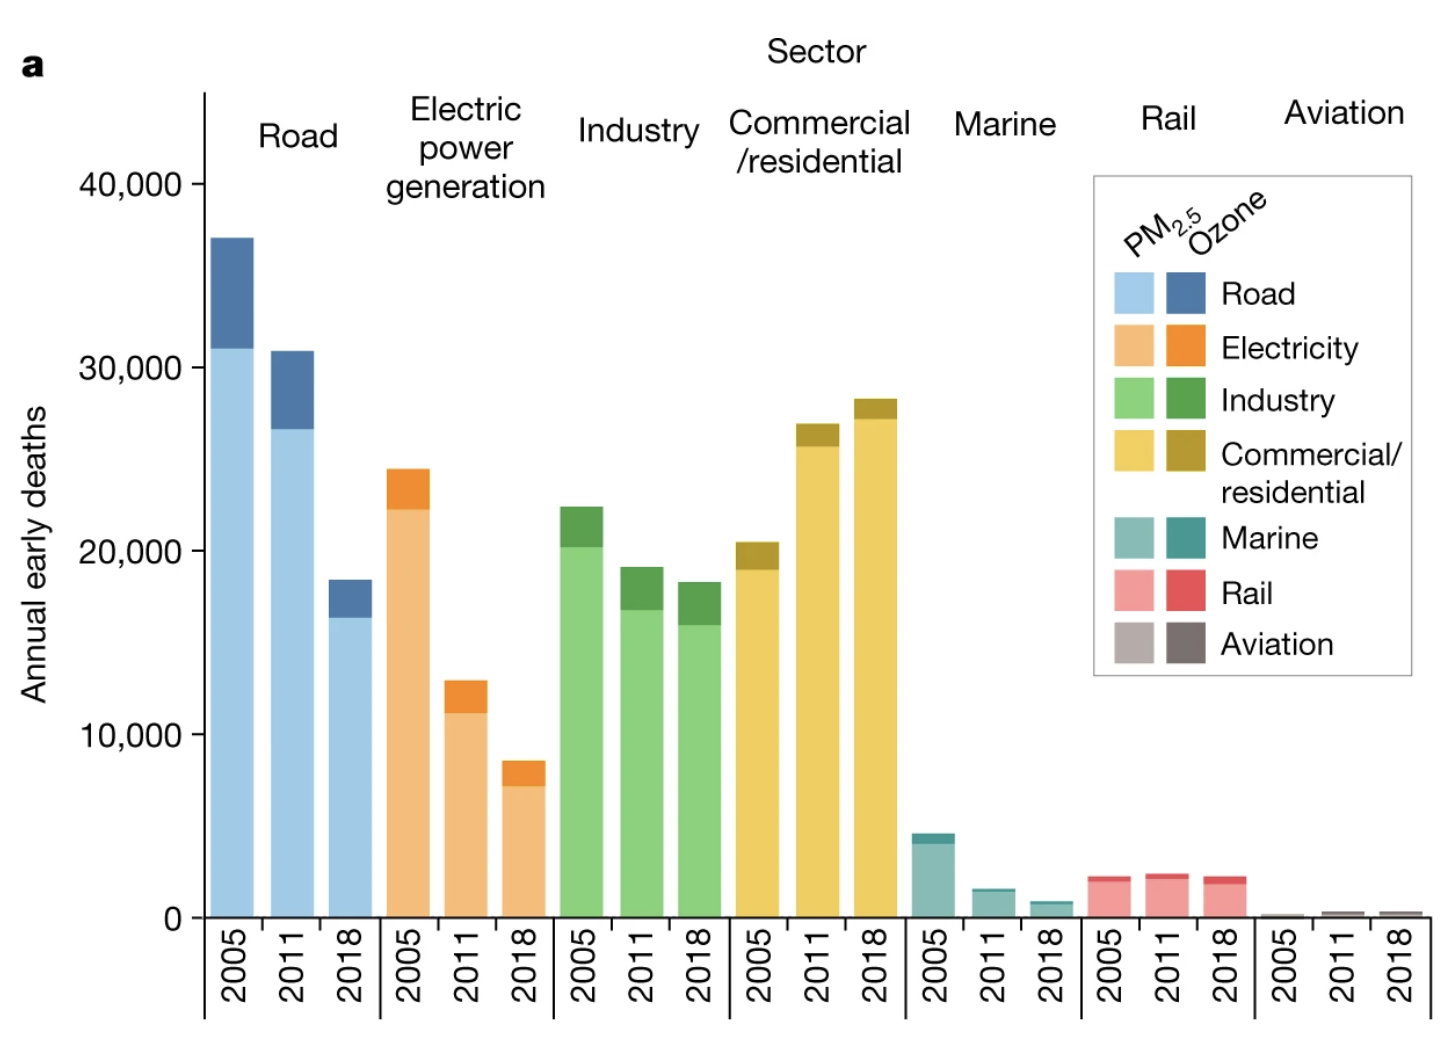 a
Sector
Road
Electric
power
generation
Industry
Commercial
/residential
Marine
Rail
Aviation
40,000
30,000
20,000
10,000
0
Annual early deaths
PM2.5 Ozone
Road
Electricity
Industry
Commercial/
residential
Marine
Rail
Aviation
2005 2011 2018 2005 2011 2018 2005 2011 2018 2005 2011 2018 2005 2011 2018 2005 2011 2018 2005 2011 2018